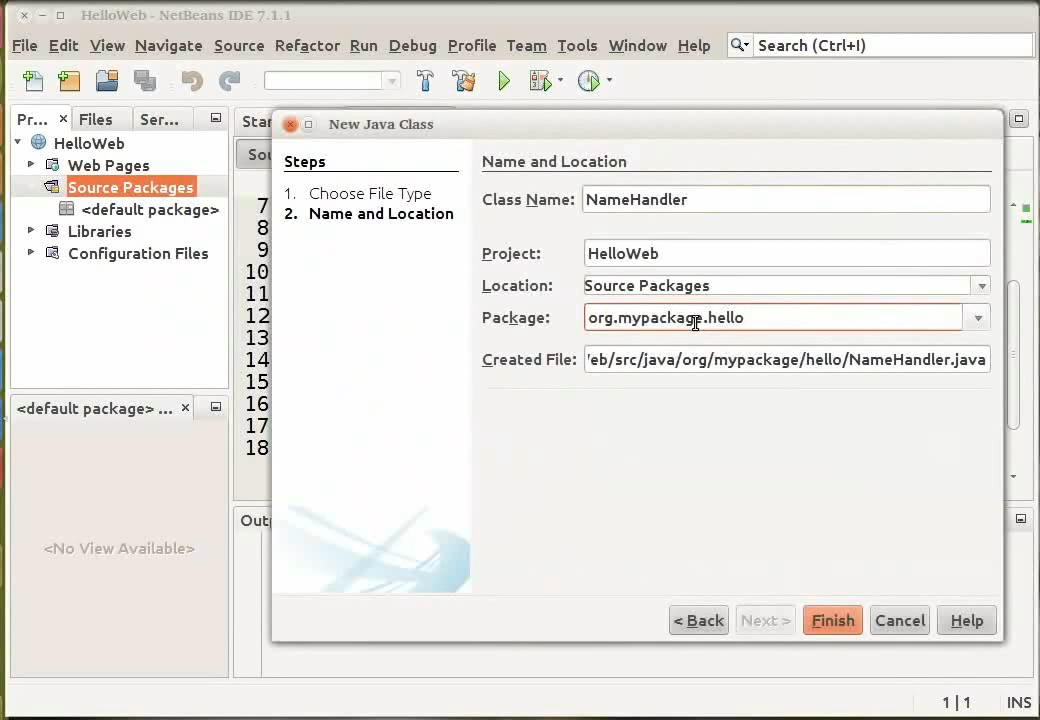 HelloWeb - NetBeans IDE 7.1.1
File Edit View Navigate Source Refactor Run Debug Profile Team Tools Window Help
Search (Ctrl+I)
Pr... Files Ser...
HelloWeb
Web Pages
Source Packages
<default package>
Libraries
Configuration Files
<default package> ...
<No View Available>
7
8
9
10
11
12
13
14
15
16
17
18
New Java Class
Steps
1. Choose File Type
2. Name and Location
Name and Location
Class Name: NameHandler
Project: HelloWeb
Location: Source Packages
Package: org.mypackage.hello
Created File: eb/src/java/org/mypackage/hello/NameHandler.java
< Back Next > Finish Cancel Help
1 | 1 INS